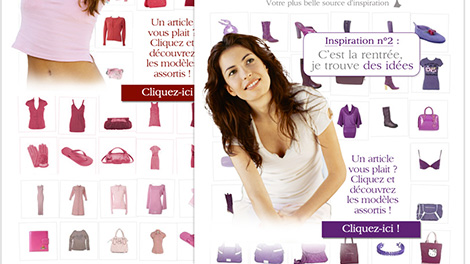 Votre plus belle source d'inspiration
Un article
vous plait ?
Cliquez et
découvrez
les modèles
assortis !
Cliquez-ici
Inspiration n°2 :
C'est la rentrée,
je trouve des idées
Un article
vous plait ?
Cliquez et
découvrez
les modèles
assortis !
Cliquez-ici !